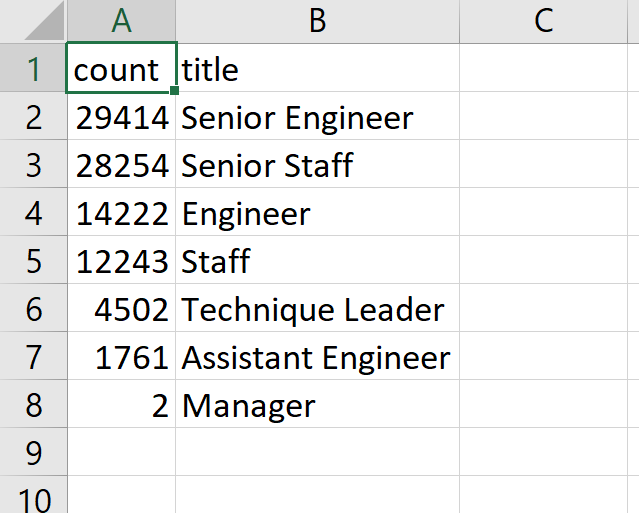 A B C
1 count title
2 29414 Senior Engineer
3 28254 Senior Staff
4 14222 Engineer
5 12243 Staff
6 4502 Technique Leader
7 1761 Assistant Engineer
8 2 Manager
9
10